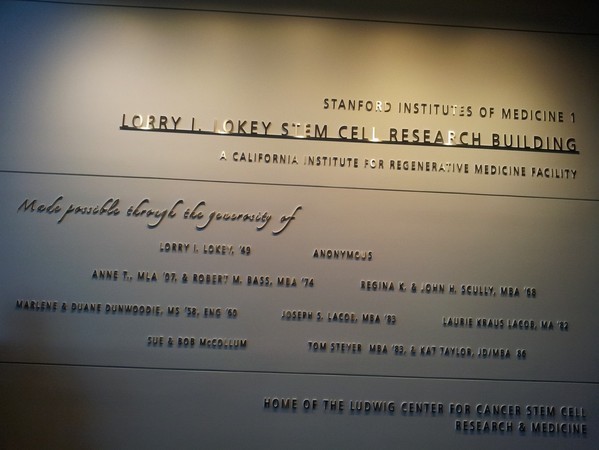 STANFORD INSTITUTES OF MEDICINE 1
LORRY I. LOKEY STEM CELL RESEARCH BUILDING
A CALIFORNIA INSTITUTE FOR REGENERATIVE MEDICINE FACILITY
Made possible through the generosity of
LORRY I. LOKEY, '49 ANONYMOUS
ANNE T., MLA '07, & ROBERT M. BASS, MBA '74 REGINA K. & JOHN H. SCULLY, MBA '68
MARLENE & DUANE DUNWOODIE, MS '58, ENG '60 JOSEPH S. LACOB, MBA '83 LAURIE KRAUS LACOB, MA '82
SUE & BOB McCOLLUM TOM STEYER MBA '83, & KAT TAYLOR, JD/MBA '86
HOME OF THE LUDWIG CENTER FOR CANCER STEM CELL
RESEARCH & MEDICINE